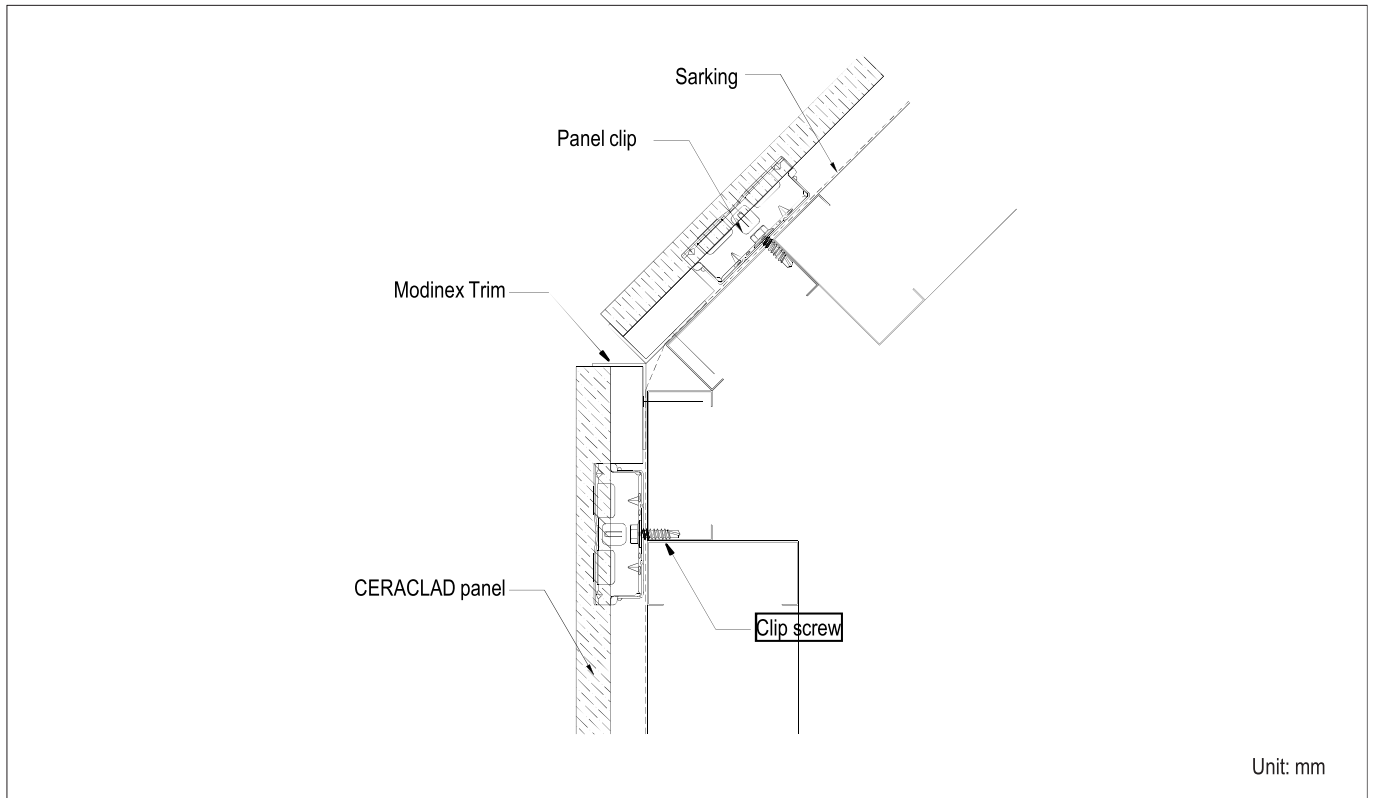 Sarking
Panel clip
Modinex Trim
CERACLAD panel
Clip screw
Unit: mm